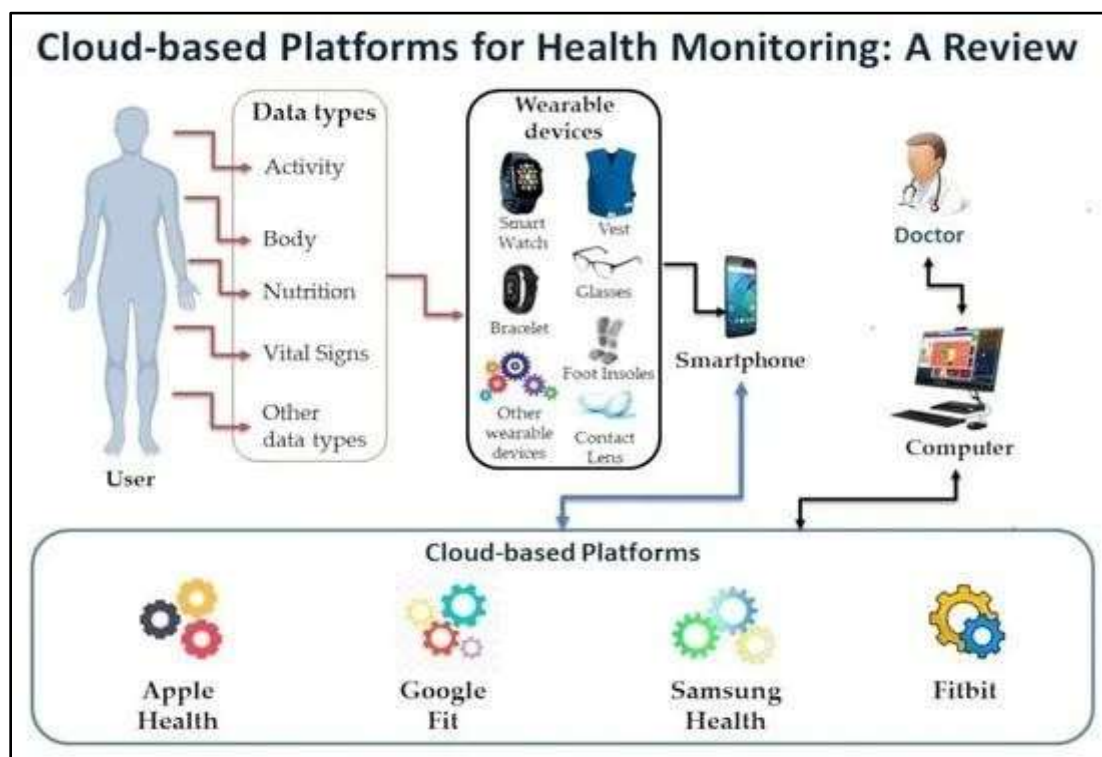 Cloud-based Platforms for Health Monitoring: A Review
Data types
Activity
Body
Nutrition
Vital Signs
Other
data types
User
Wearable
devices
Smart
Watch
Vest
Bracelet
Glasses
Foot Insoles
Other
wearable
devices
Contact
Lens
Smartphone
Doctor
Computer
Cloud-based Platforms
Apple
Health
Google
Fit
Samsung
Health
Fitbit